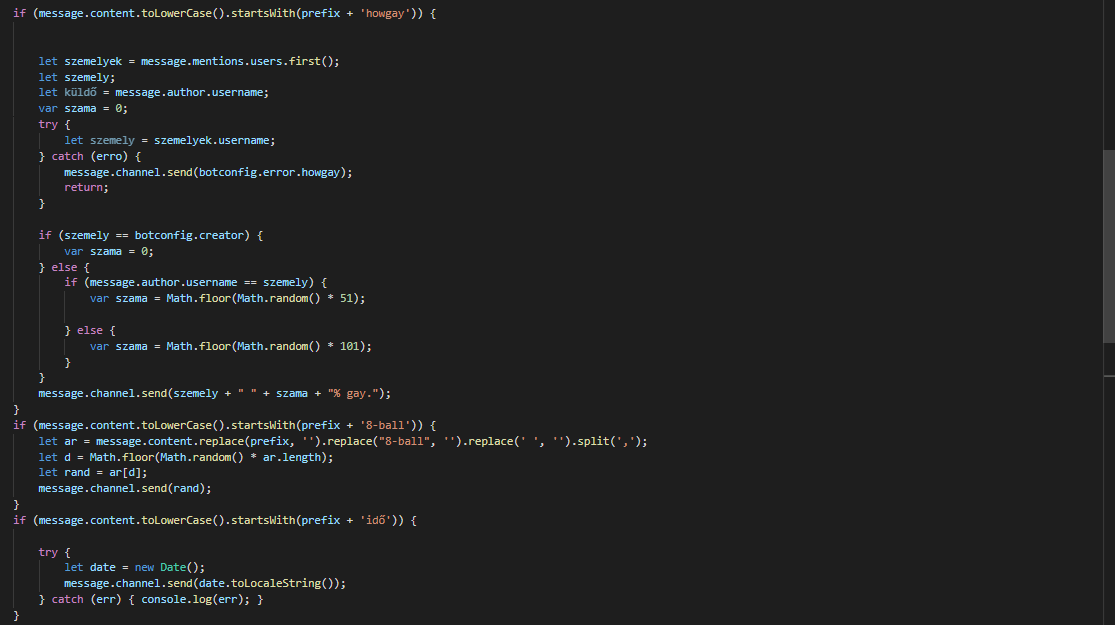 if (message.content.toLowerCase().startsWith(prefix + 'howgay')) {
let szemelyek = message.mentions.users.first();
let szemely;
let küldő = message.author.username;
var szama = 0;
try {
let szemely = szemelyek.username;
} catch (erro) {
message.channel.send(botconfig.error.howgay);
return;
}
if (szemely == botconfig.creator) {
var szama = 0;
} else {
if (message.author.username == szemely) {
var szama = Math.floor(Math.random() * 51);
} else {
var szama = Math.floor(Math.random() * 101);
}
}
message.channel.send(szemely + " " + szama + "% gay.");
}
if (message.content.toLowerCase().startsWith(prefix + '8-ball')) {
let ar = message.content.replace(prefix, '').replace("8-ball", '').replace(' ', '').split(',');
let d = Math.floor(Math.random() * ar.length);
let rand = ar[d];
message.channel.send(rand);
}
if (message.content.toLowerCase().startsWith(prefix + 'idő')) {
try {
let date = new Date();
message.channel.send(date.toLocaleString());
} catch (err) { console.log(err); }
}